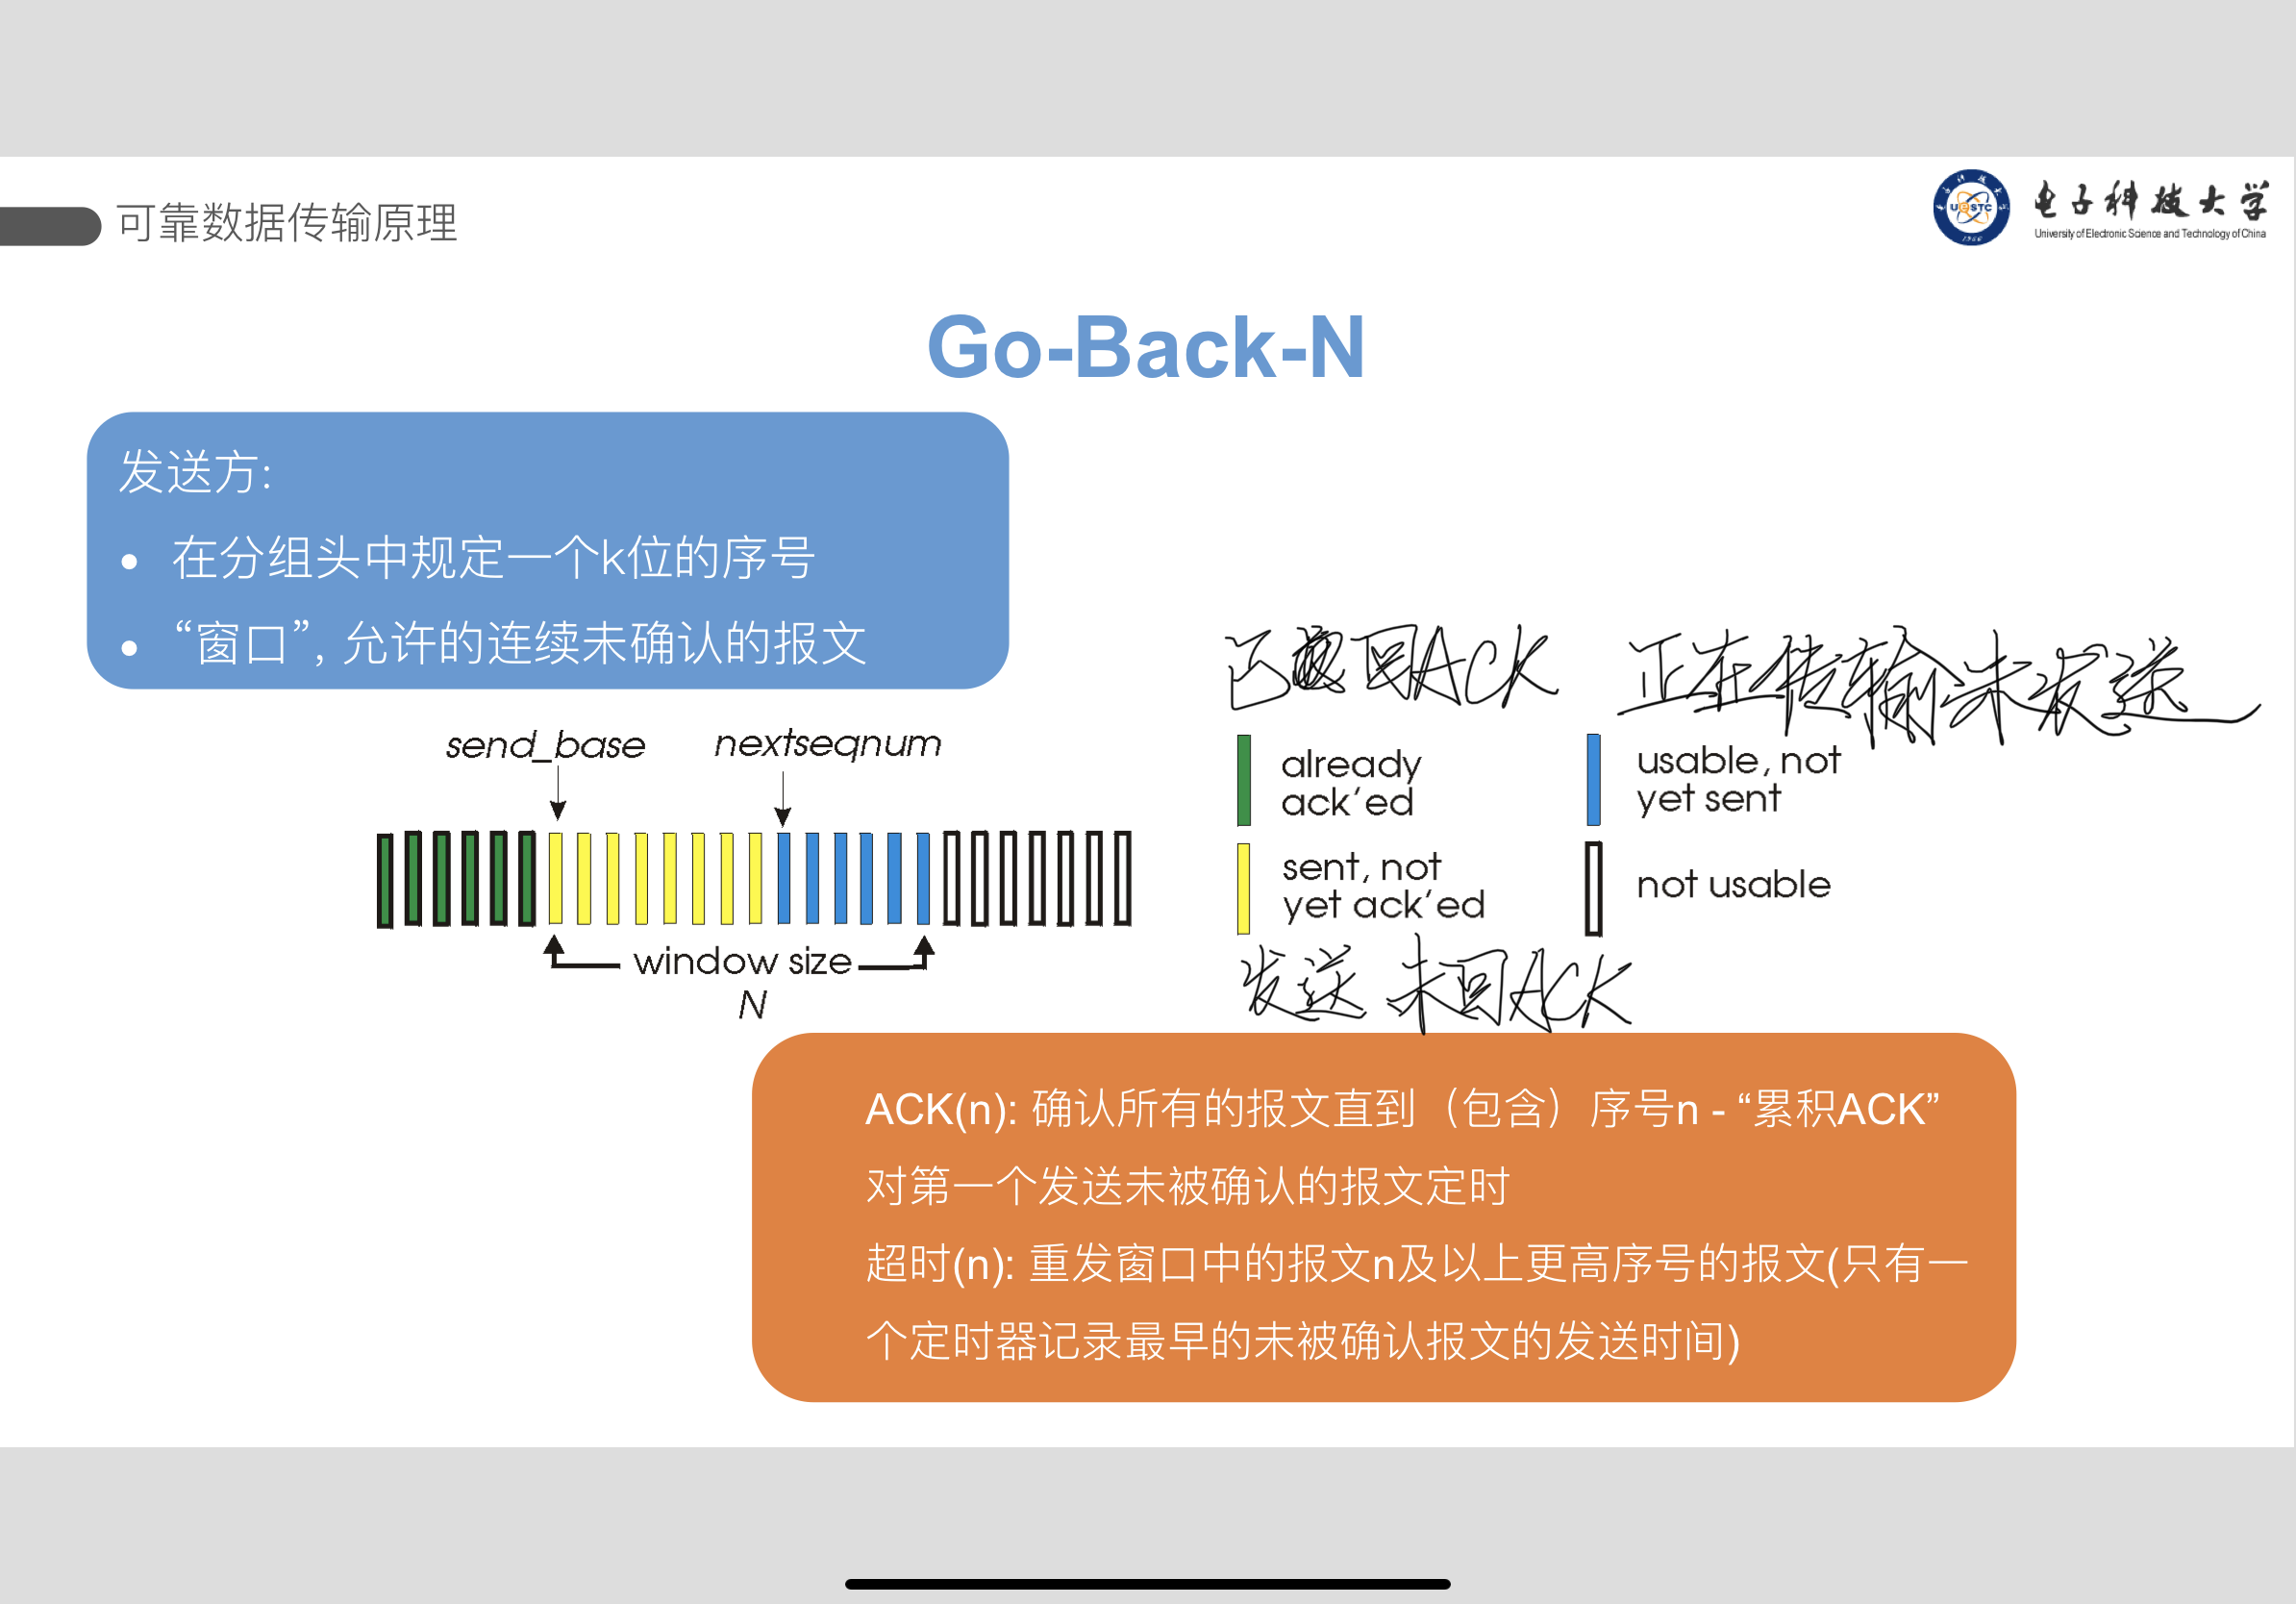 可靠数据传输原理
电子科技大学
University of Electronic Science and Technology of China
UESTC
1956
Go-Back-N
发送方:
• 在分组头中规定一个k位的序号
• “窗口”, 允许的连续未确认的报文
已回ACK
正在传输未发送
send_base
nextseqnum
already
ack'ed
usable, not
yet sent
sent, not
yet ack'ed
not usable
window size
N
发送 未回ACK
ACK(n): 确认所有的报文直到（包含）序号n - “累积ACK”
对第一个发送未被确认的报文定时
超时(n): 重发窗口中的报文n及以上更高序号的报文(只有一
个定时器记录最早的未被确认报文的发送时间)